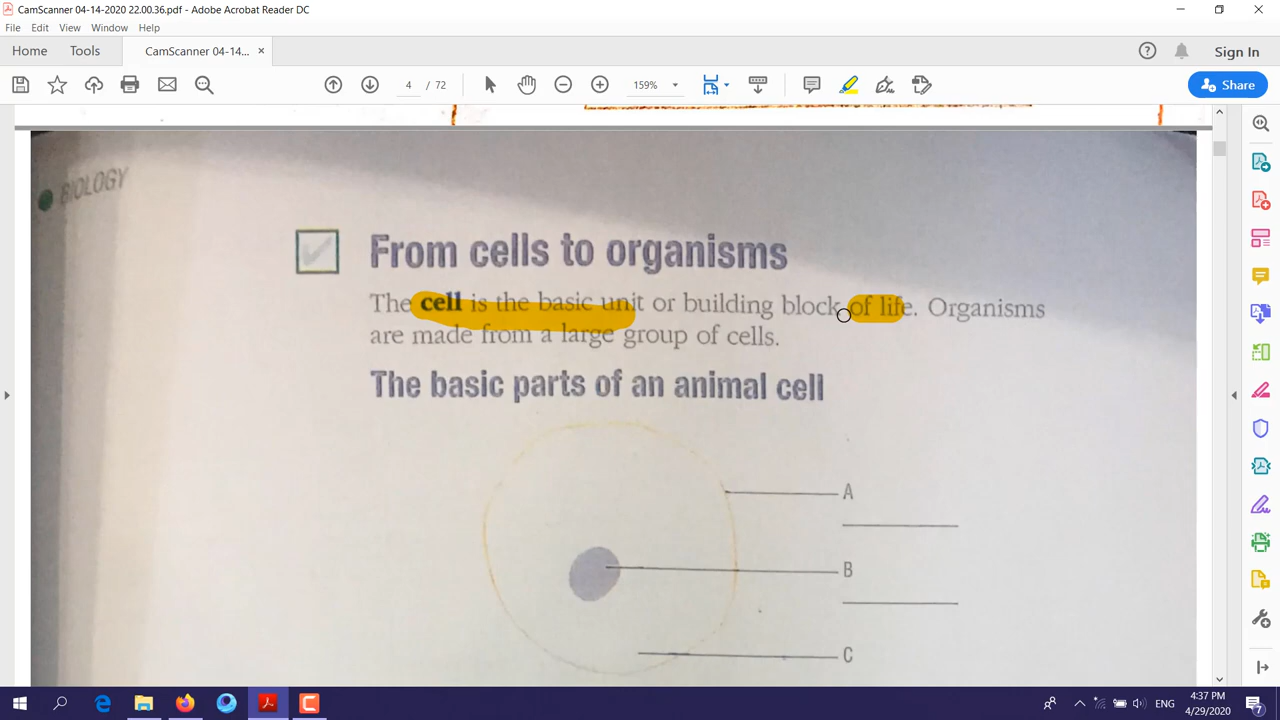 CamScanner 04-14-2020 22.00.36.pdf - Adobe Acrobat Reader DC
File Edit View Window Help
Home Tools CamScanner 04-14... × Sign In
4 / 72 159% Share
BIOLOGY
From cells to organisms
The cell is the basic unit or building block of life. Organisms
are made from a large group of cells.
The basic parts of an animal cell
A
B
C
ENG 4:37 PM
4/29/2020 7